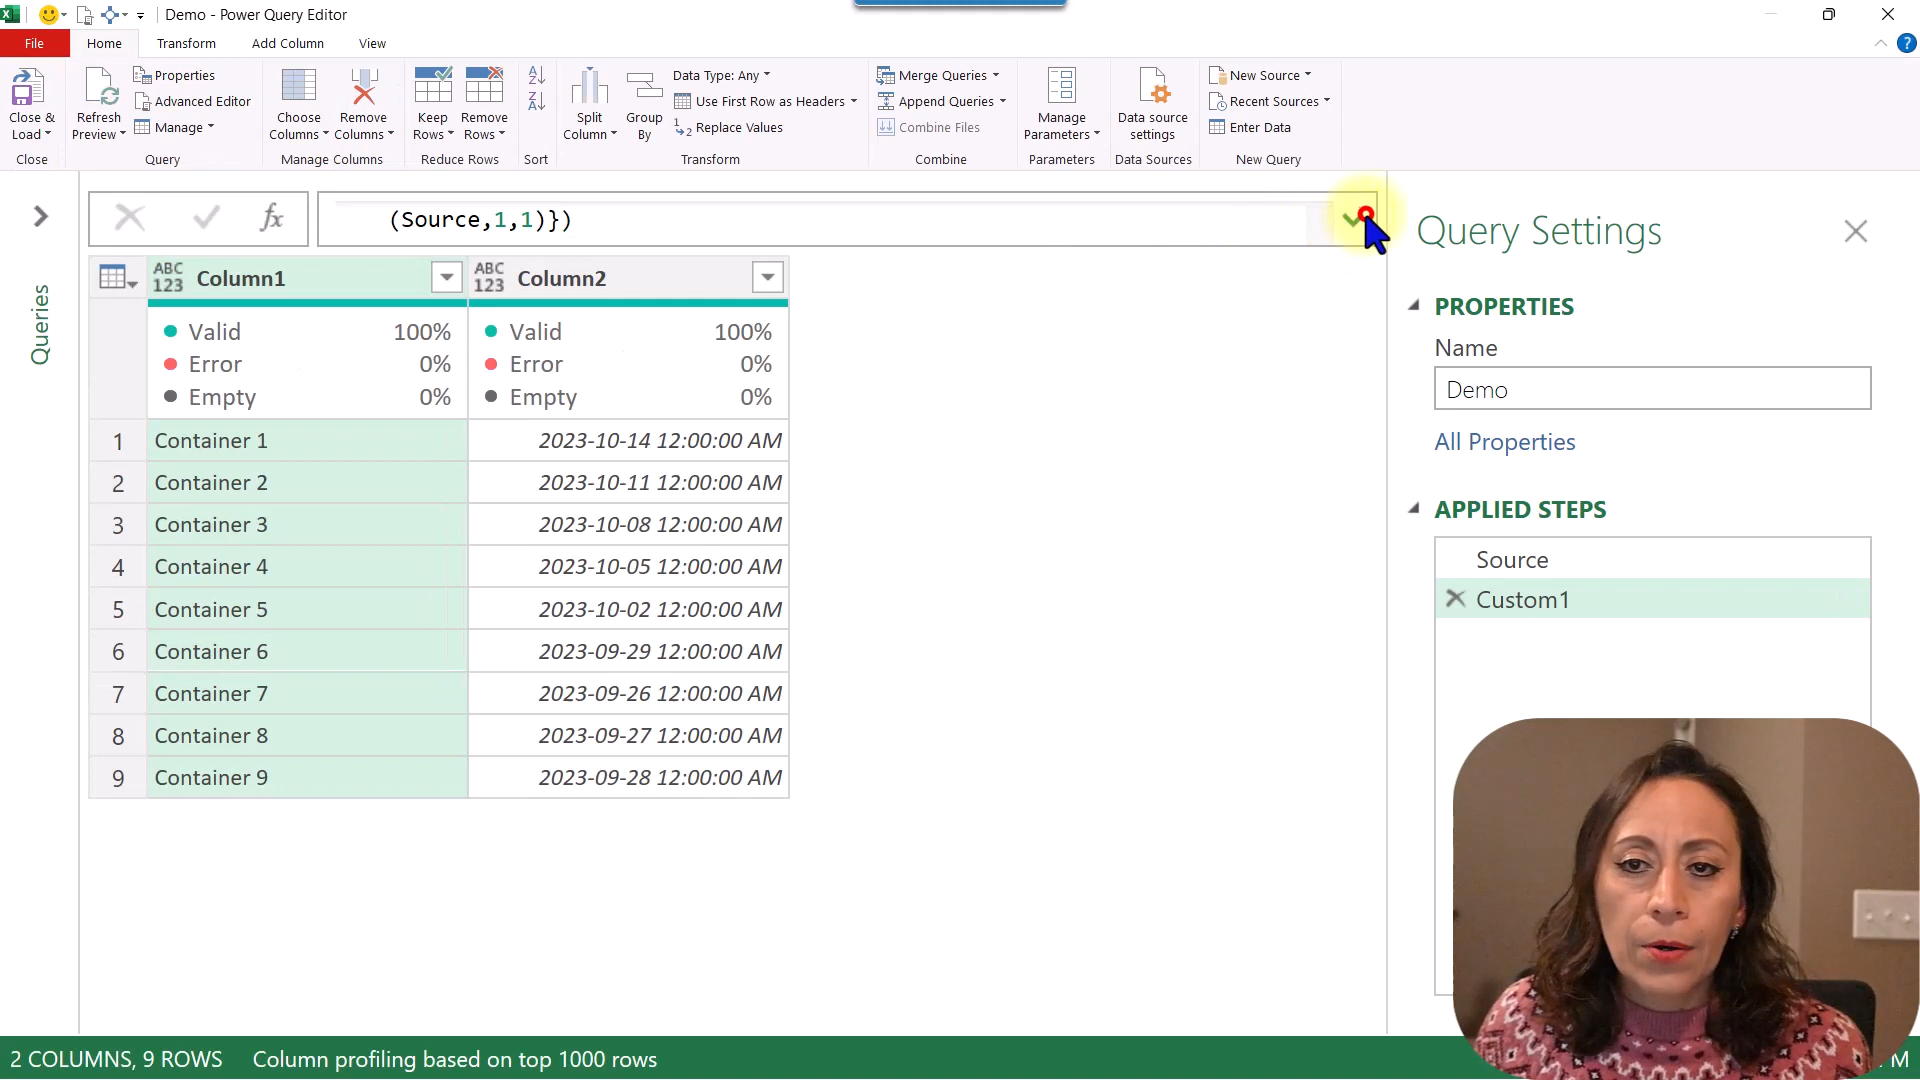 Demo - Power Query Editor
File Home Transform Add Column View
Close & Load
Close
Refresh Preview
Properties
Advanced Editor
Manage
Query
Choose Columns
Remove Columns
Manage Columns
Keep Rows
Remove Rows
Reduce Rows
Sort
Split Column
Group By
Data Type: Any
Use First Row as Headers
Replace Values
Transform
Merge Queries
Append Queries
Combine Files
Combine
Manage Parameters
Parameters
Data source settings
Data Sources
New Source
Recent Sources
Enter Data
New Query
fx
(Source,1,1)})
Queries
ABC 123 Column1 ABC 123 Column2
Valid 100% Valid 100%
Error 0% Error 0%
Empty 0% Empty 0%
1 Container 1 2023-10-14 12:00:00 AM
2 Container 2 2023-10-11 12:00:00 AM
3 Container 3 2023-10-08 12:00:00 AM
4 Container 4 2023-10-05 12:00:00 AM
5 Container 5 2023-10-02 12:00:00 AM
6 Container 6 2023-09-29 12:00:00 AM
7 Container 7 2023-09-26 12:00:00 AM
8 Container 8 2023-09-27 12:00:00 AM
9 Container 9 2023-09-28 12:00:00 AM
Query Settings
PROPERTIES
Name
Demo
All Properties
APPLIED STEPS
Source
Custom1
2 COLUMNS, 9 ROWS Column profiling based on top 1000 rows